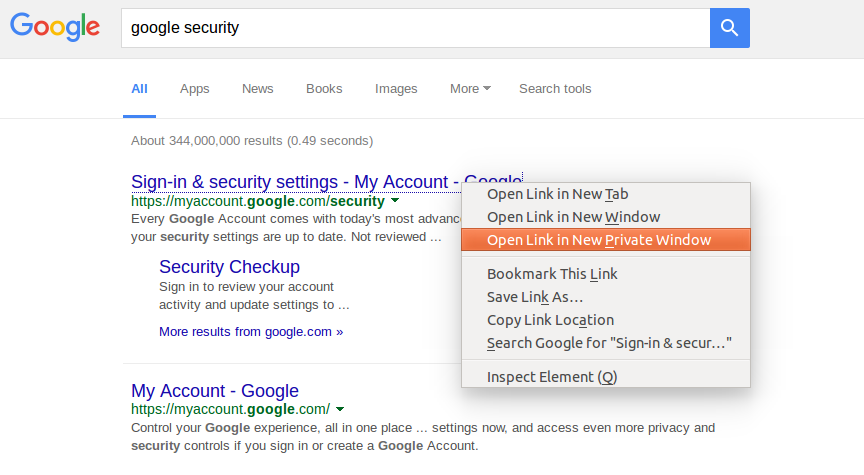 Google
google security
All Apps News Books Images More Search tools
About 344,000,000 results (0.49 seconds)
Sign-in & security settings - My Account - Google
https://myaccount.google.com/security
Every Google Account comes with today's most advanc
your security settings are up to date. Not reviewed ...
Security Checkup
Sign in to review your account
activity and update settings to ...
More results from google.com »
Open Link in New Tab
Open Link in New Window
Open Link in New Private Window
Bookmark This Link
Save Link As...
Copy Link Location
Search Google for "Sign-in & secur..."
Inspect Element (Q)
My Account - Google
https://myaccount.google.com/
Control your Google experience, all in one place ... settings now, and access even more privacy and
security controls if you sign in or create a Google Account.